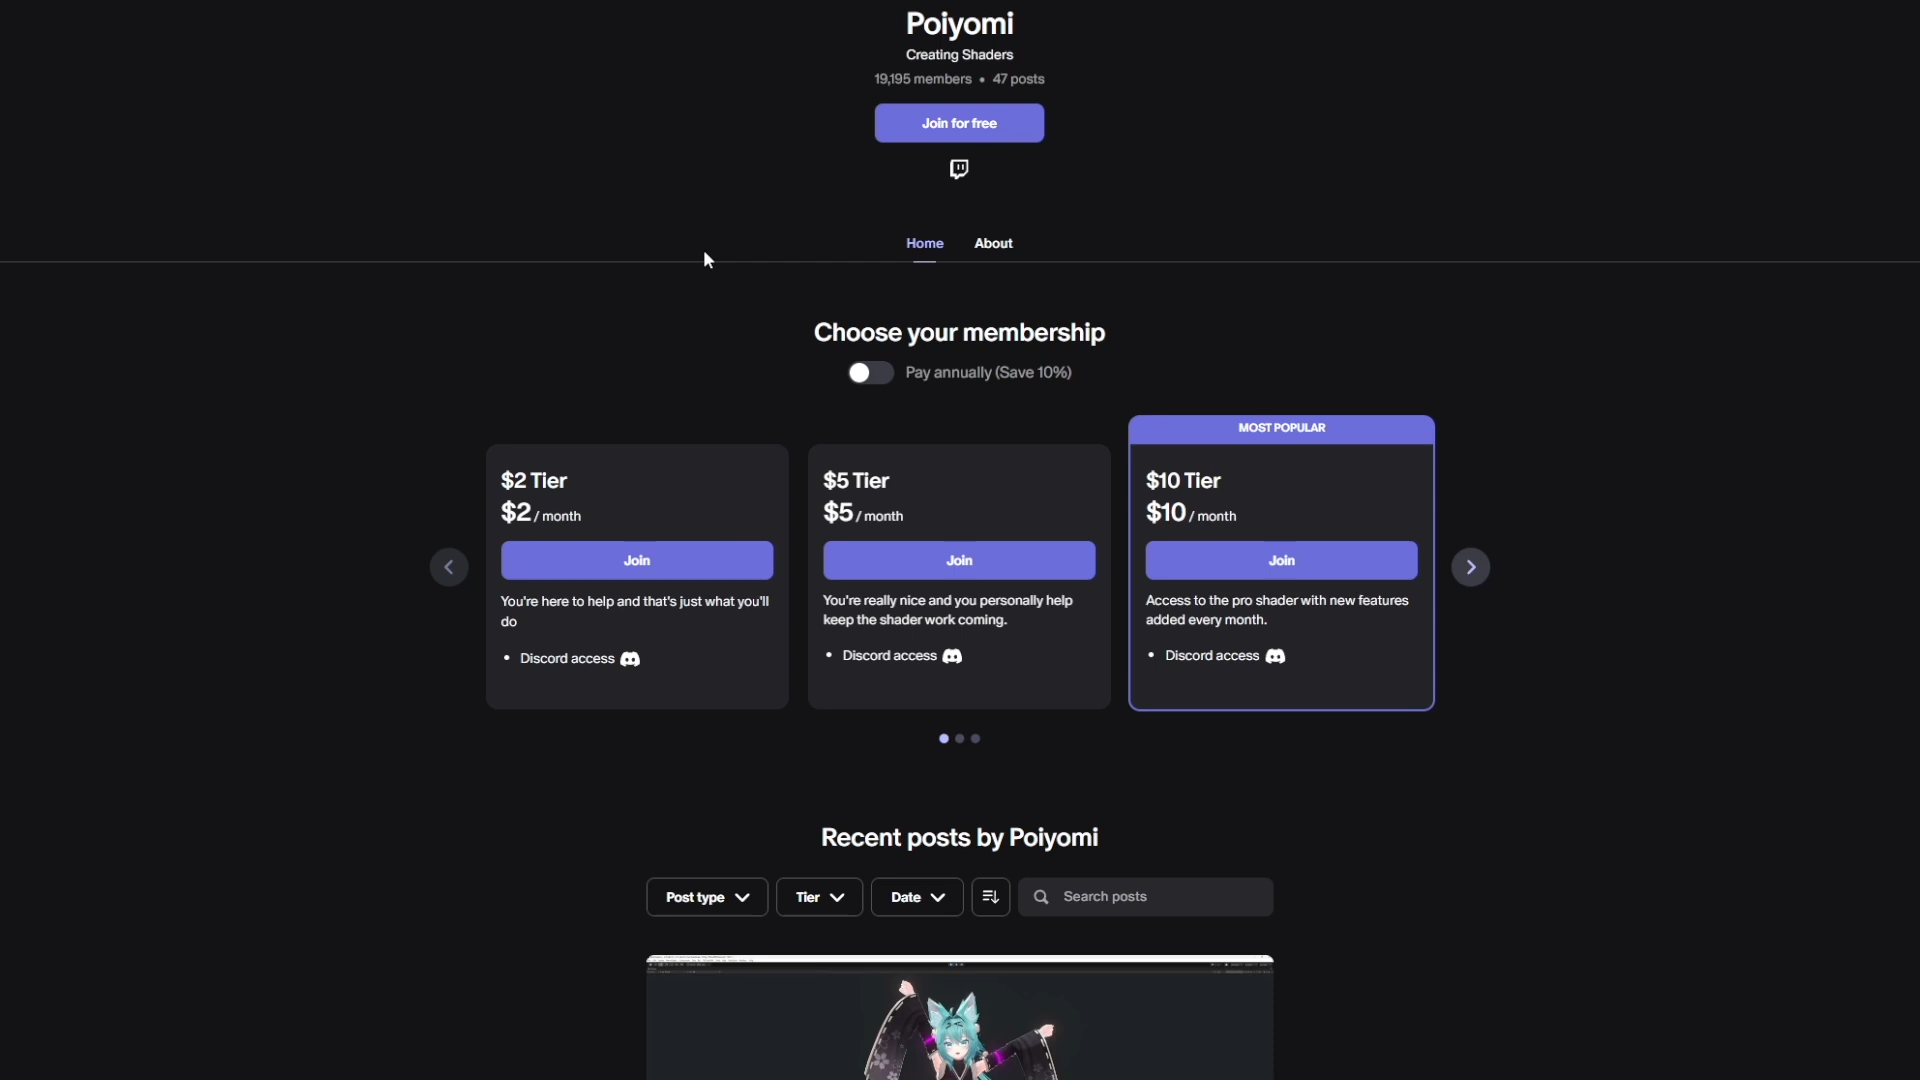 Poiyomi
Creating Shaders
19,195 members • 47 posts
Join for free
Home About
Choose your membership
Pay annually (Save 10%)
$2 Tier
$2 / month
Join
You're here to help and that's just what you'll
do
• Discord access
$5 Tier
$5 / month
Join
You're really nice and you personally help
keep the shader work coming.
• Discord access
MOST POPULAR
$10 Tier
$10 / month
Join
Access to the pro shader with new features
added every month.
• Discord access
Recent posts by Poiyomi
Post type Tier Date Search posts